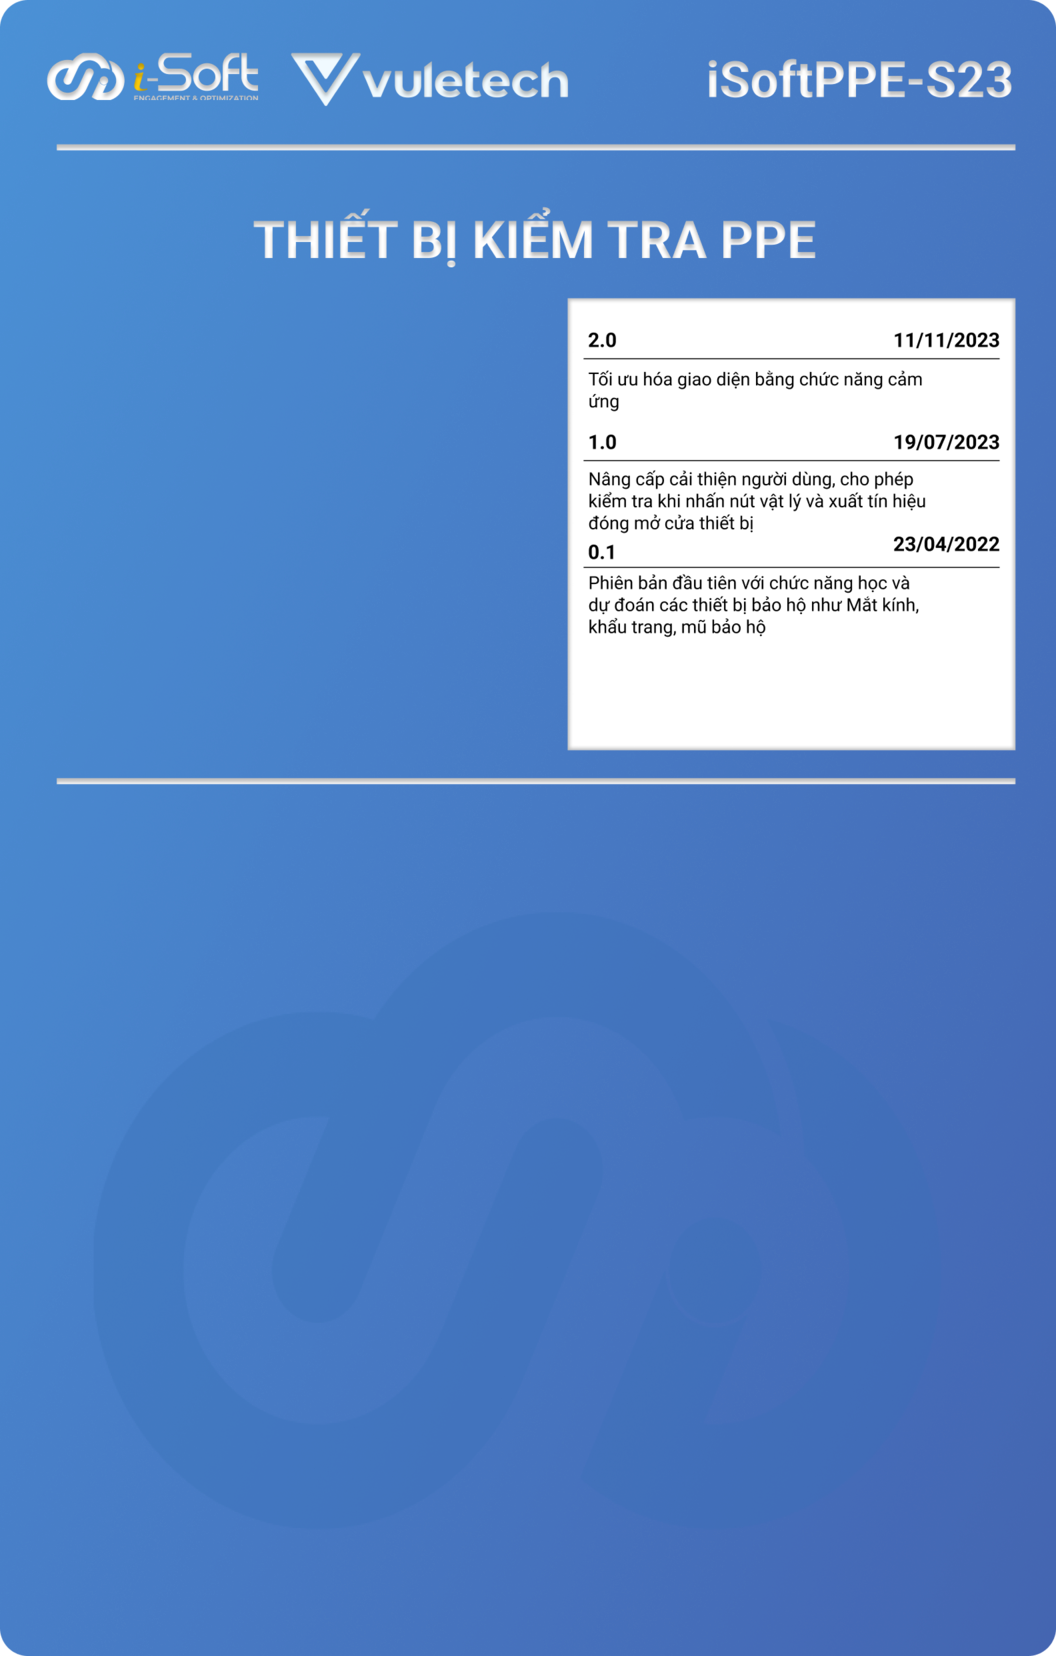 i-Soft
ENGAGEMENT & OPTIMIZATION
vuletech
iSoftPPE-S23
THIẾT BỊ KIỂM TRA PPE
2.0 11/11/2023
Tối ưu hóa giao diện bằng chức năng cảm
ứng
1.0 19/07/2023
Nâng cấp cải thiện người dùng, cho phép
kiểm tra khi nhấn nút vật lý và xuất tín hiệu
đóng mở cửa thiết bị
0.1 23/04/2022
Phiên bản đầu tiên với chức năng học và
dự đoán các thiết bị bảo hộ như Mắt kính,
khẩu trang, mũ bảo hộ